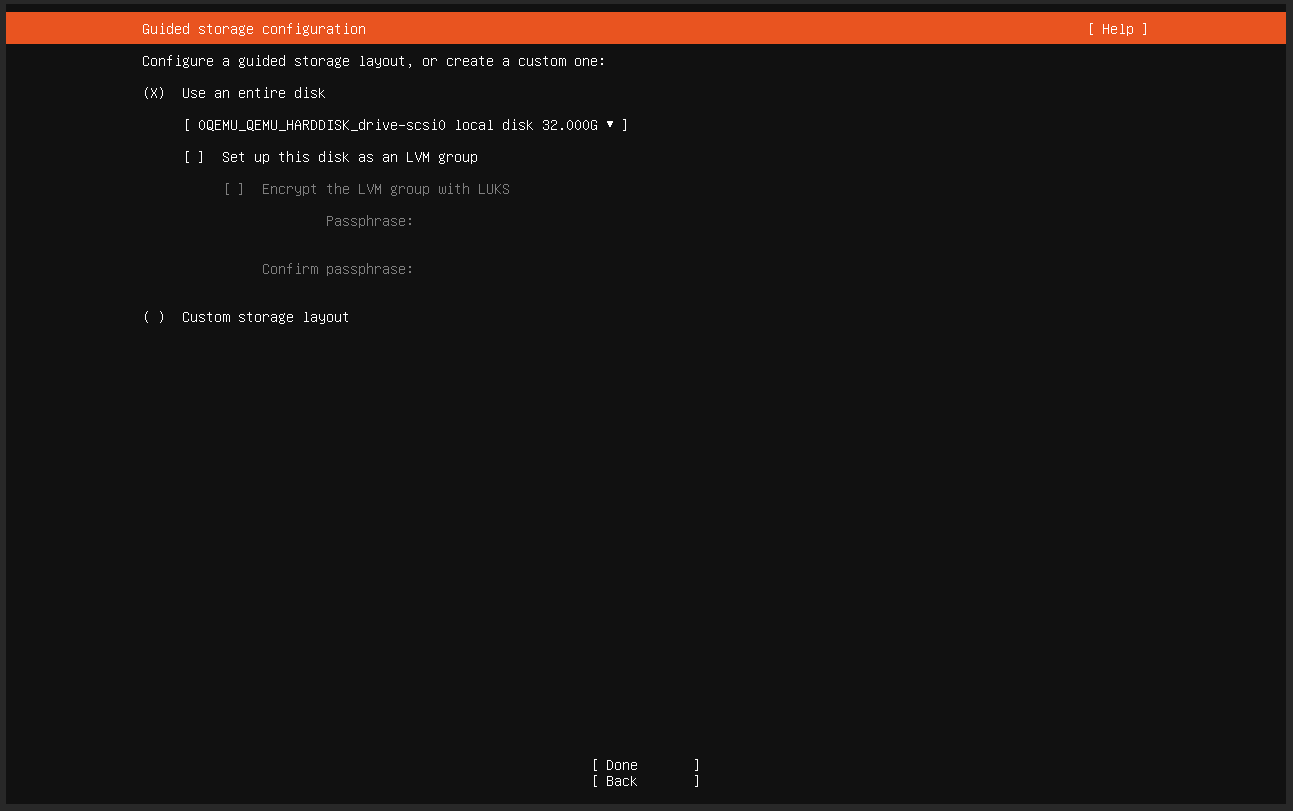 Guided storage configuration [ Help ]
Configure a guided storage layout, or create a custom one:
(X) Use an entire disk
[ 0QEMU_QEMU_HARDDISK_drive-scsi0 local disk 32.000G ▾ ]
[ ] Set up this disk as an LVM group
[ ] Encrypt the LVM group with LUKS
Passphrase:
Confirm passphrase:
( ) Custom storage layout
[ Done ]
[ Back ]